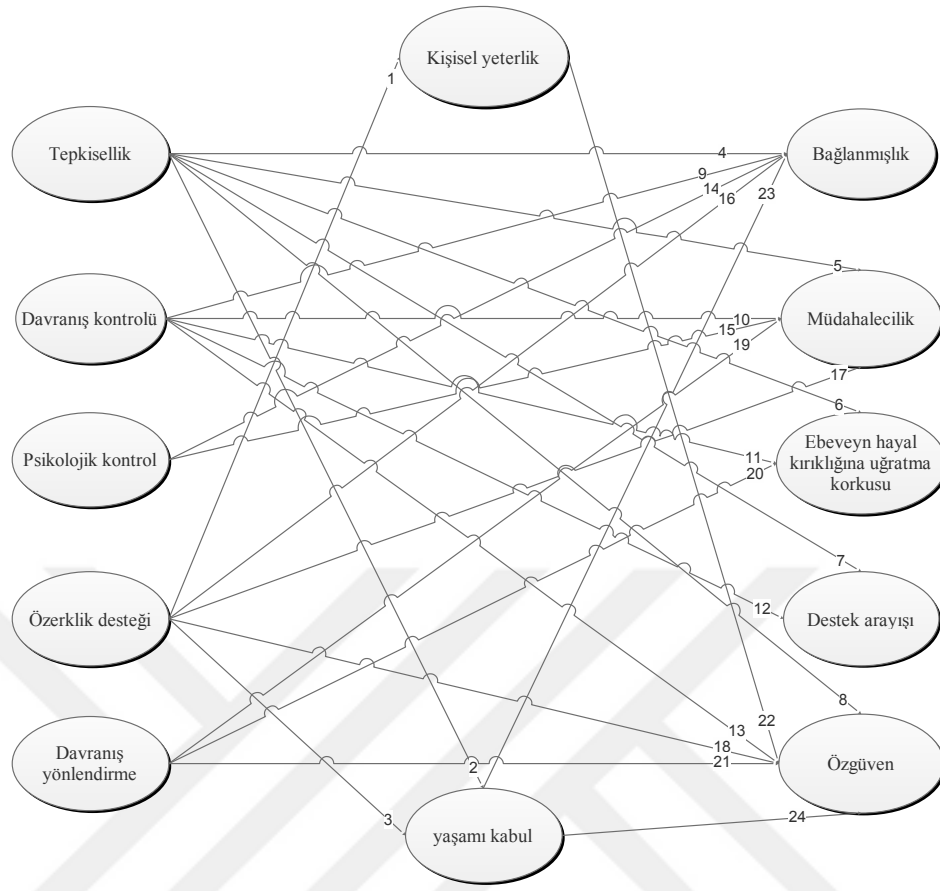 Kişisel yeterlik
1
Tepkisellik
4
Bağlanmışlık
9
14
16
23
5
Davranış kontrolü
10
Müdahalecilik
15
19
17
6
Psikolojik kontrol
11
20
Ebeveyn hayal
kırıklığına uğratma
korkusu
7
Özerklik desteği
12
Destek arayışı
8
Davranış
yönlendirme
22
13
18
21
Özgüven
2
3
yaşamı kabul
24